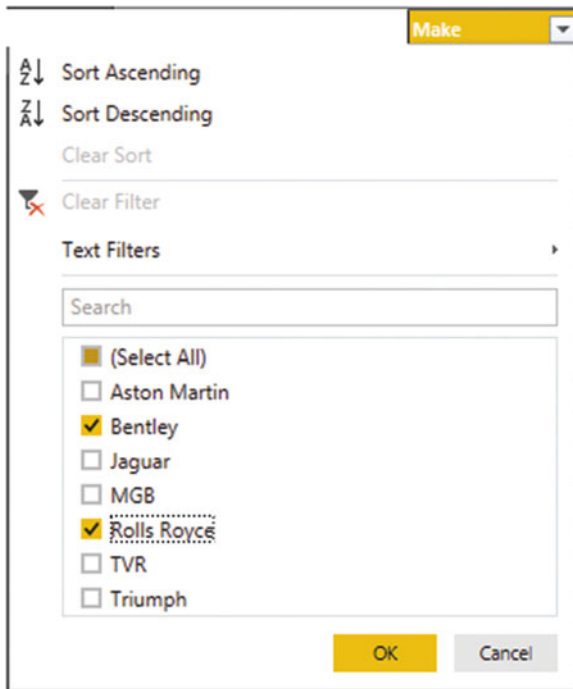 Make
Sort Ascending
Sort Descending
Clear Sort
Clear Filter
Text Filters
Search
(Select All)
Aston Martin
Bentley
Jaguar
MGB
Rolls Royce
TVR
Triumph
OK Cancel